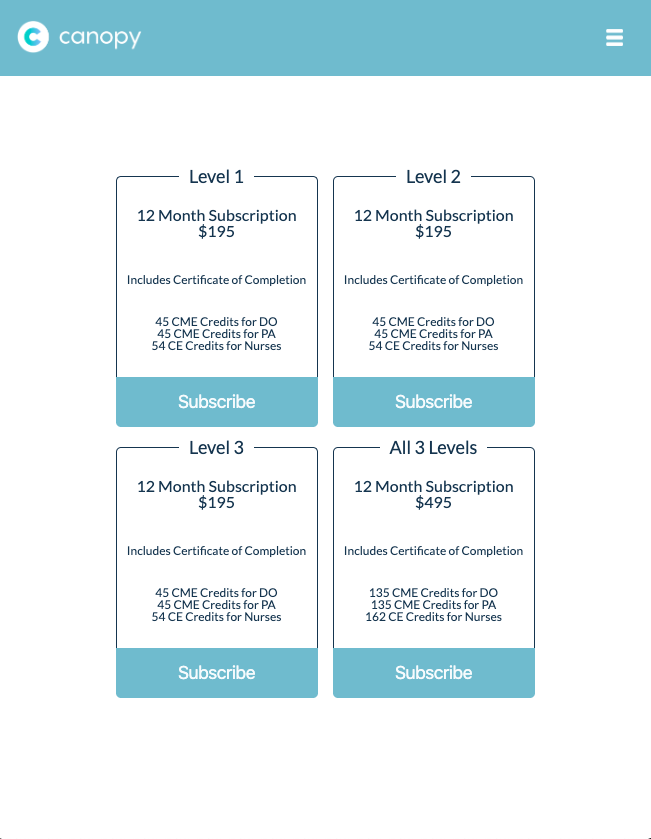 canopy
Level 1
12 Month Subscription
$195
Includes Certificate of Completion
45 CME Credits for DO
45 CME Credits for PA
54 CE Credits for Nurses
Subscribe
Level 2
12 Month Subscription
$195
Includes Certificate of Completion
45 CME Credits for DO
45 CME Credits for PA
54 CE Credits for Nurses
Subscribe
Level 3
12 Month Subscription
$195
Includes Certificate of Completion
45 CME Credits for DO
45 CME Credits for PA
54 CE Credits for Nurses
Subscribe
All 3 Levels
12 Month Subscription
$495
Includes Certificate of Completion
135 CME Credits for DO
135 CME Credits for PA
162 CE Credits for Nurses
Subscribe